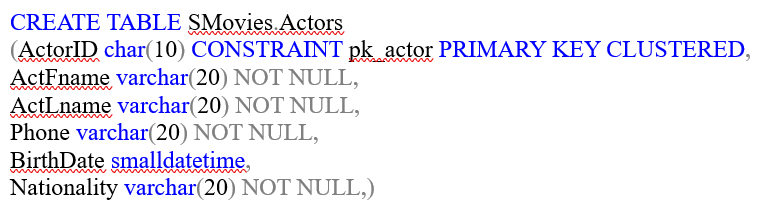 CREATE TABLE SMovies.Actors
(ActorID char(10) CONSTRAINT pk_actor PRIMARY KEY CLUSTERED,
ActFname varchar(20) NOT NULL,
ActLname varchar(20) NOT NULL,
Phone varchar(20) NOT NULL,
BirthDate smalldatetime,
Nationality varchar(20) NOT NULL,)